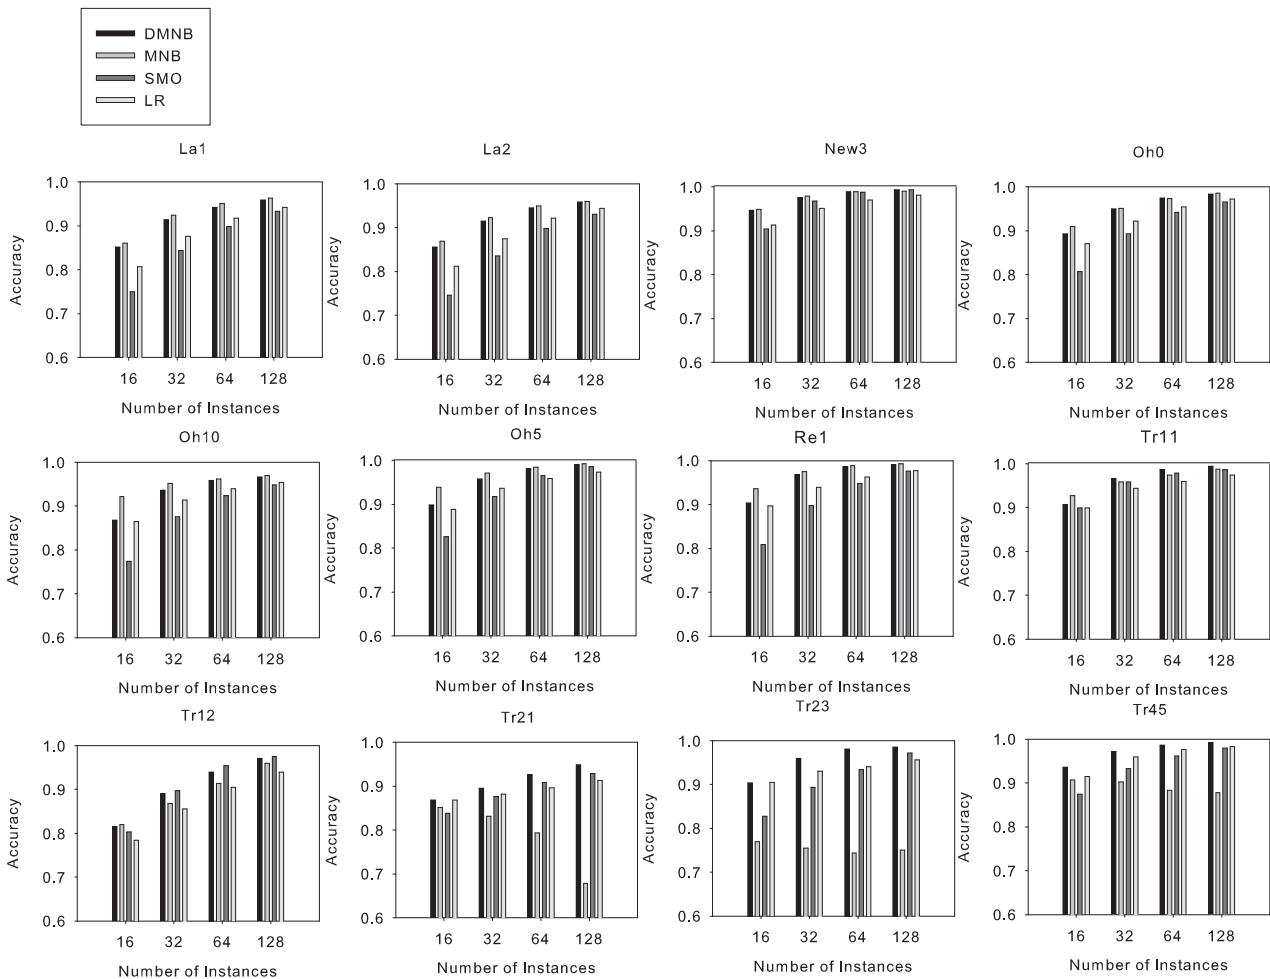 DMNB
MNB
SMO
LR
La1
Accuracy
1.0
0.9
0.8
0.7
0.6
16 32 64 128
Number of Instances
La2
Accuracy
1.0
0.9
0.8
0.7
0.6
16 32 64 128
Number of Instances
New3
Accuracy
1.0
0.9
0.8
0.7
0.6
16 32 64 128
Number of Instances
Oh0
Accuracy
1.0
0.9
0.8
0.7
0.6
16 32 64 128
Number of Instances
Oh10
Accuracy
1.0
0.9
0.8
0.7
0.6
16 32 64 128
Number of Instances
Oh5
Accuracy
1.0
0.9
0.8
0.7
0.6
16 32 64 128
Number of Instances
Re1
Accuracy
1.0
0.9
0.8
0.7
0.6
16 32 64 128
Number of Instances
Tr11
Accuracy
1.0
0.9
0.8
0.7
0.6
16 32 64 128
Number of Instances
Tr12
Accuracy
1.0
0.9
0.8
0.7
0.6
16 32 64 128
Number of Instances
Tr21
Accuracy
1.0
0.9
0.8
0.7
0.6
16 32 64 128
Number of Instances
Tr23
Accuracy
1.0
0.9
0.8
0.7
0.6
16 32 64 128
Number of Instances
Tr45
Accuracy
1.0
0.9
0.8
0.7
0.6
16 32 64 128
Number of Instances